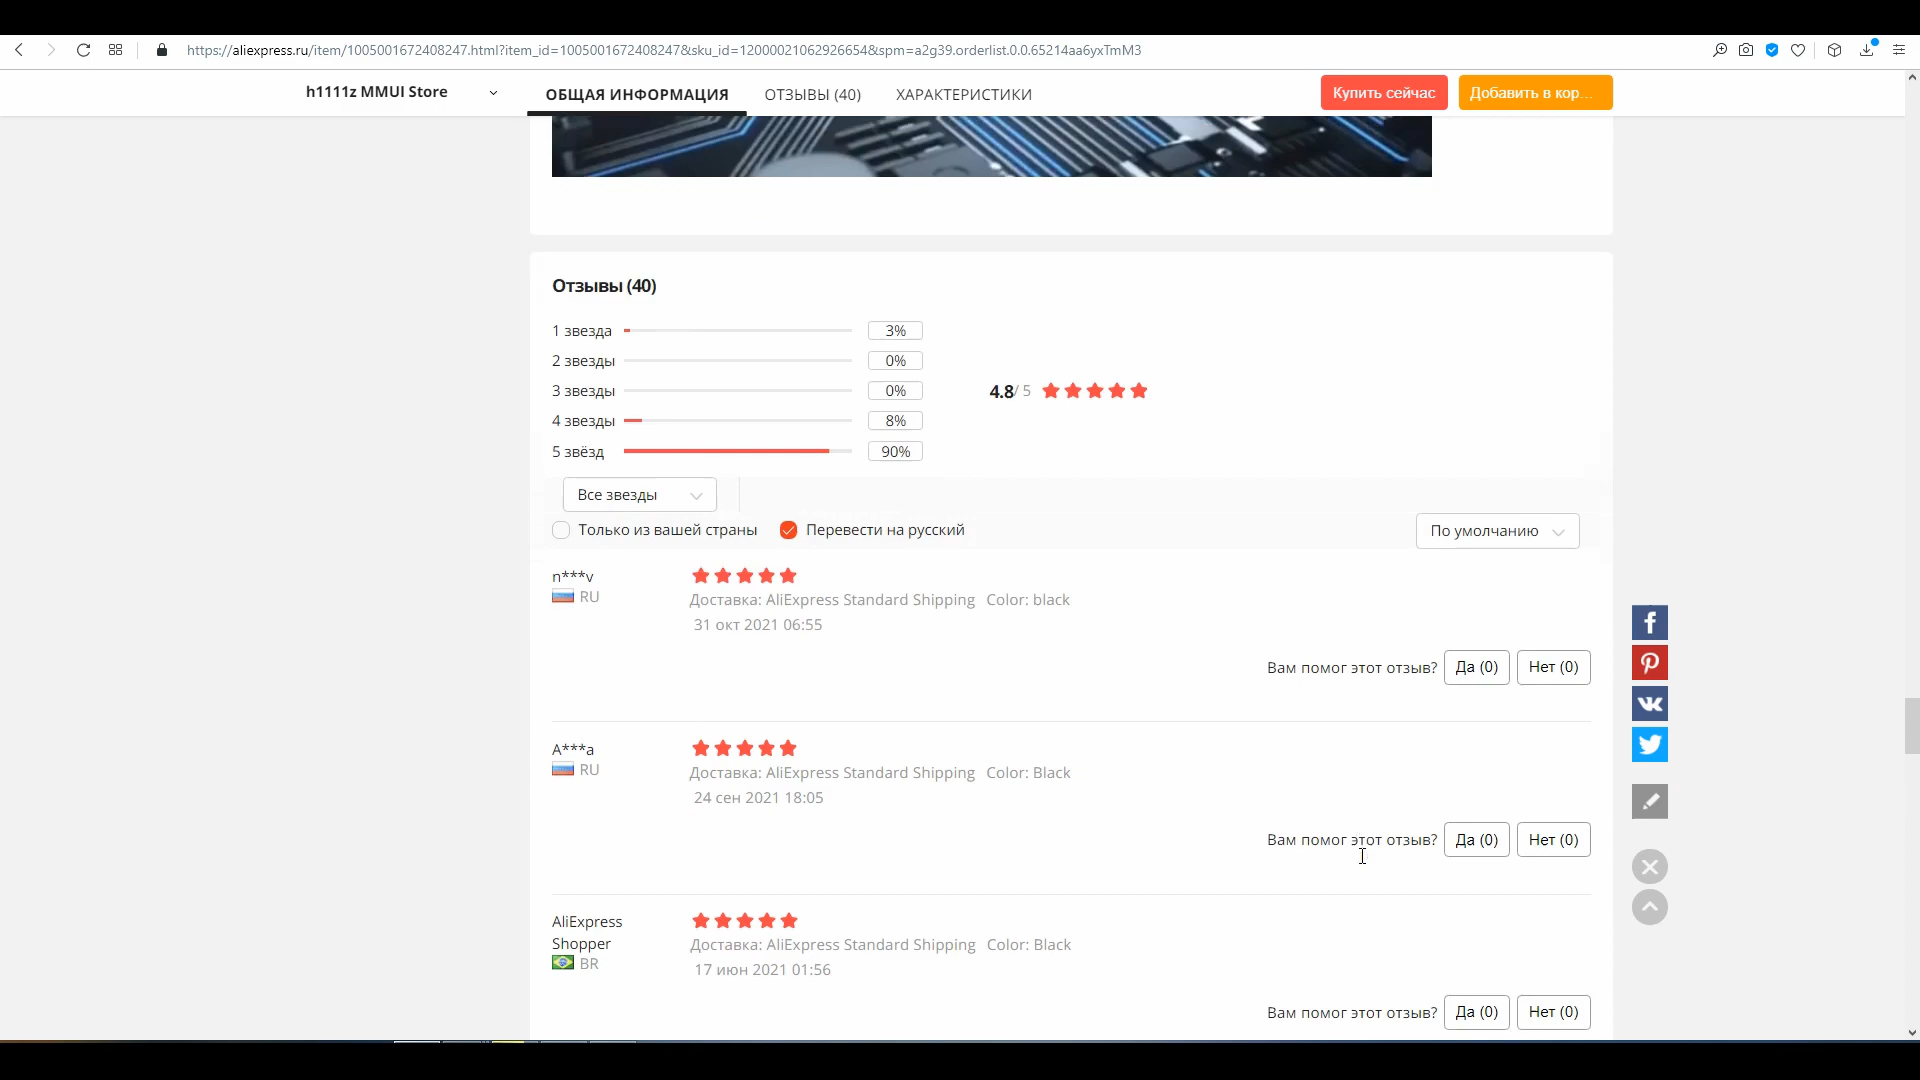 https://aliexpress.ru/item/1005001672408247.html?item_id=1005001672408247&sku_id=12000021062926654&spm=a2g39.orderlist.0.0.65214aa6yxTmM3
h1111z MMUI Store ОБЩАЯ ИНФОРМАЦИЯ ОТЗЫВЫ (40) ХАРАКТЕРИСТИКИ Купить сейчас Добавить в кор...
Отзывы (40)
1 звезда 3%
2 звезды 0%
3 звезды 0% 4.8 / 5
4 звезды 8%
5 звёзд 90%
Все звезды
Только из вашей страны Перевести на русский По умолчанию
n***v
RU Доставка: AliExpress Standard Shipping Color: black
31 окт 2021 06:55
Вам помог этот отзыв? Да (0) Нет (0)
A***a
RU Доставка: AliExpress Standard Shipping Color: Black
24 сен 2021 18:05
Вам помог этот отзыв? Да (0) Нет (0)
AliExpress
Shopper Доставка: AliExpress Standard Shipping Color: Black
BR 17 июн 2021 01:56
Вам помог этот отзыв? Да (0) Нет (0)